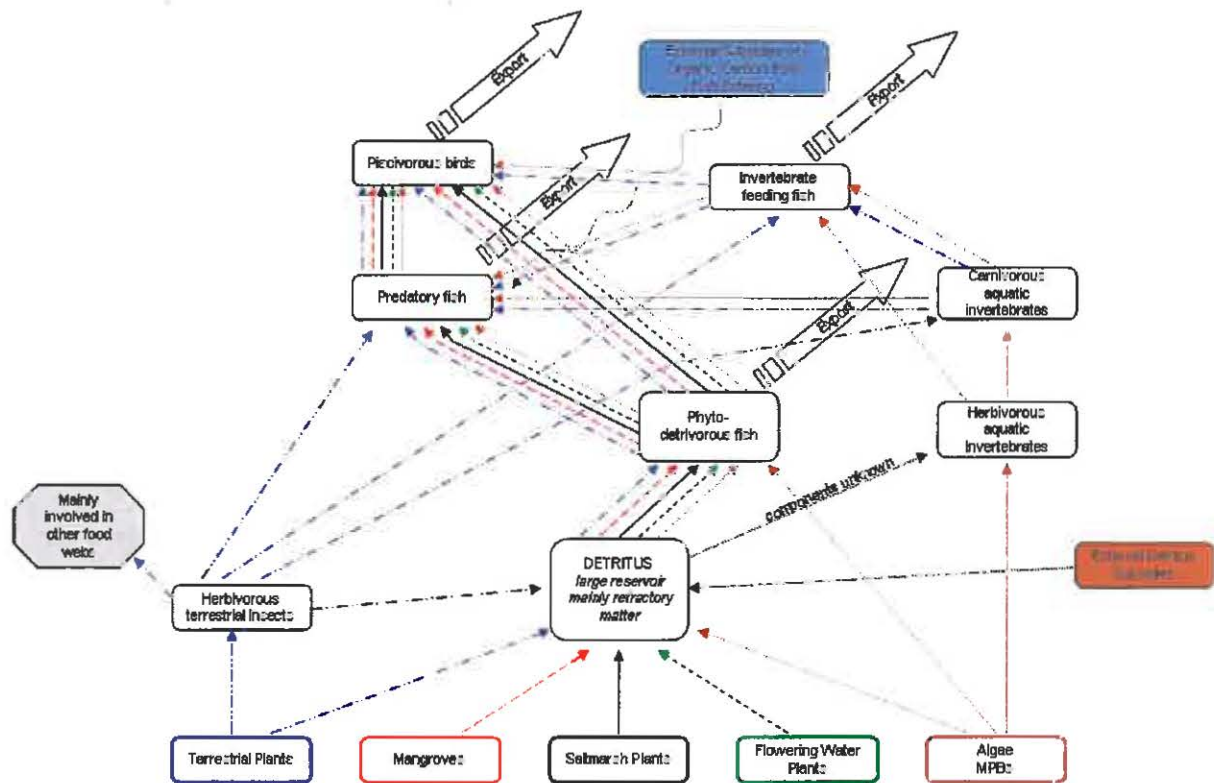 Export
Export
Piscivorous birds
Invertebrate
feeding fish
Export
Predatory fish
Carnivorous
aquatic
invertebrates
Export
Phyto-
detrivorous fish
Herbivorous
aquatic
invertebrates
components unknown
Mainly
involved in
other food
webs
DETRITUS
large reservoir
mainly refractory
matter
External Detritus
Herbivorous
terrestrial insects
Terrestrial Plants
Mangroves
Saltmarsh Plants
Flowering Water
Plants
Algae
MPBs